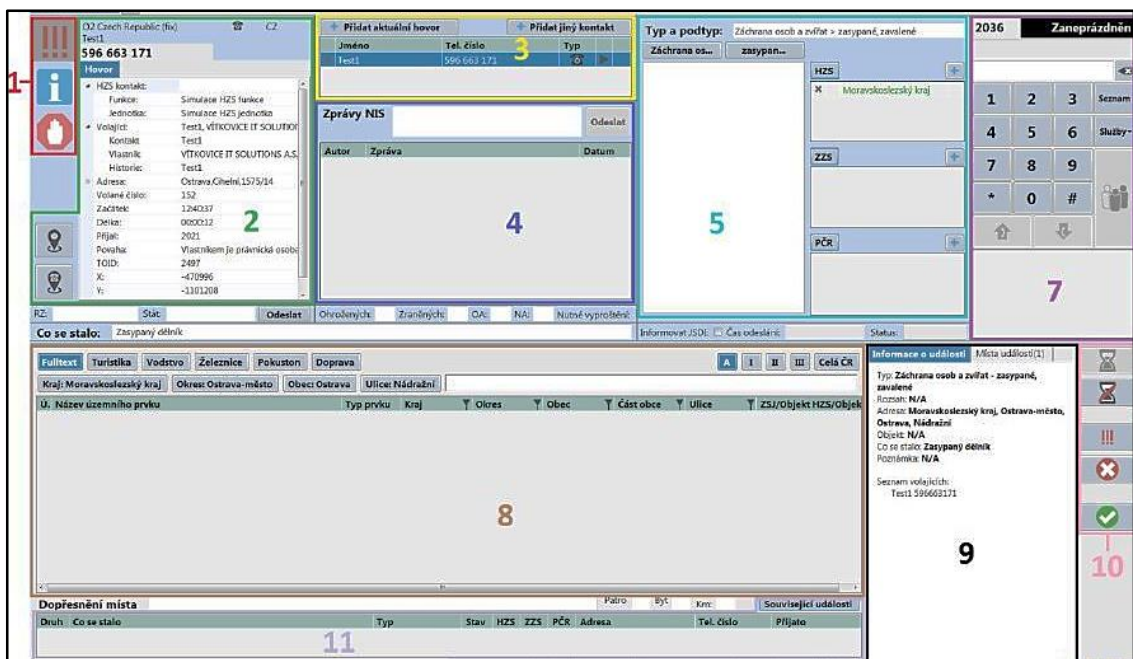 1
!!!
i
O2 Czech Republic (fix) C2
Test1
596 663 171
Hovor
HZS kontakt:
Funkce: Simulace HZS funkce
Jednotka: Simulace HZS jednotka
Volající: Test1, VÍTKOVICE IT SOLUTION
Kontakt Test1
Vlastník: VÍTKOVICE IT SOLUTIONS A.S.
Historie: Test1
Adresa: Ostrava,Cihelní,1575/14
Volané číslo: 152
Začátek: 12:40:37
Délka: 00:00:12
Přijal: 2021
Povaha: Vlastníkem je právnická osoba
TOID: 2497
X: -470996
Y: -1101208
2
+ Přidat aktuální hovor + Přidat jiný kontakt
Jméno Tel. číslo Typ
Test1 596 663 171
3
Zprávy NIS Odeslat
Autor Zpráva Datum
4
Typ a podtyp: Záchrana osob a zvířat > zasypané, zavalené
Záchrana os... zasypan...
HZS +
× Moravskoslezský kraj
ZZS +
PČR +
5
2036 Zaneprázdněn
1 2 3 Seznam
4 5 6 Služby
7 8 9
* 0 #
7
RZ: Stát: Odeslat Ohrožených: Zraněných: OA: NA: Nutné vyproštění:
Co se stalo: Zasypaný dělník Informovat JSDI: Čas odeslání: Status:
Fulltext Turistika Vodstvo Železnice Pokuston Doprava A I II III Celá ČR
Kraj: Moravskoslezský kraj Okres: Ostrava-město Obec: Ostrava Ulice: Nádražní
Ú. Název územního prvku Typ prvku Kraj Okres Obec Část obce Ulice ZSJ/Objekt HZS/Objek
8
Informace o události Místa události(1)
Typ: Záchrana osob a zvířat - zasypané,
zavalené
Rozsah: N/A
Adresa: Moravskoslezský kraj, Ostrava-město,
Ostrava, Nádražní
Objekt: N/A
Co se stalo: Zasypaný dělník
Poznámka: N/A
Seznam volajících:
Test1 596663171
9
!!!
10
Dopřesnění místa Patro Byt Km: Související události
Druh Co se stalo Typ Stav HZS ZZS PČR Adresa Tel. číslo Přijato
11